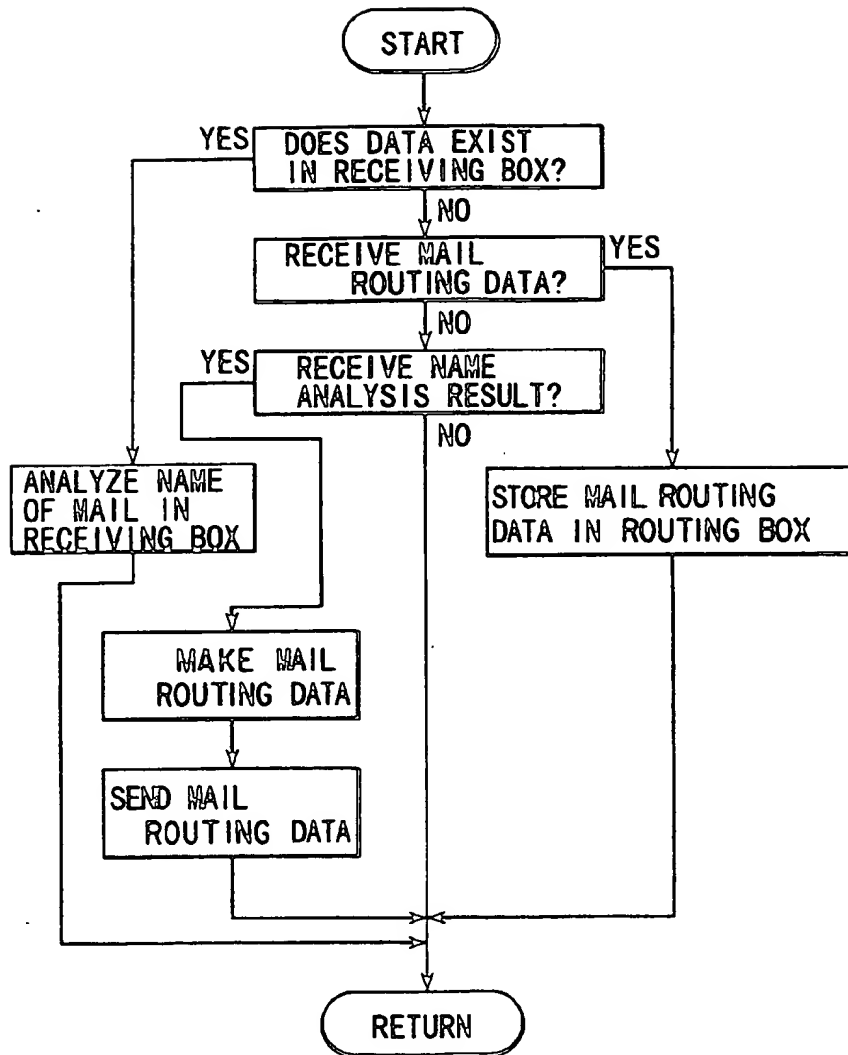 START
YES
DOES DATA EXIST
IN RECEIVING BOX?
NO
RECEIVE MAIL
ROUTING DATA?
YES
NO
YES
RECEIVE NAME
ANALYSIS RESULT?
NO
ANALYZE NAME
OF MAIL IN
RECEIVING BOX
STORE MAIL ROUTING
DATA IN ROUTING BOX
MAKE MAIL
ROUTING DATA
SEND MAIL
ROUTING DATA
RETURN